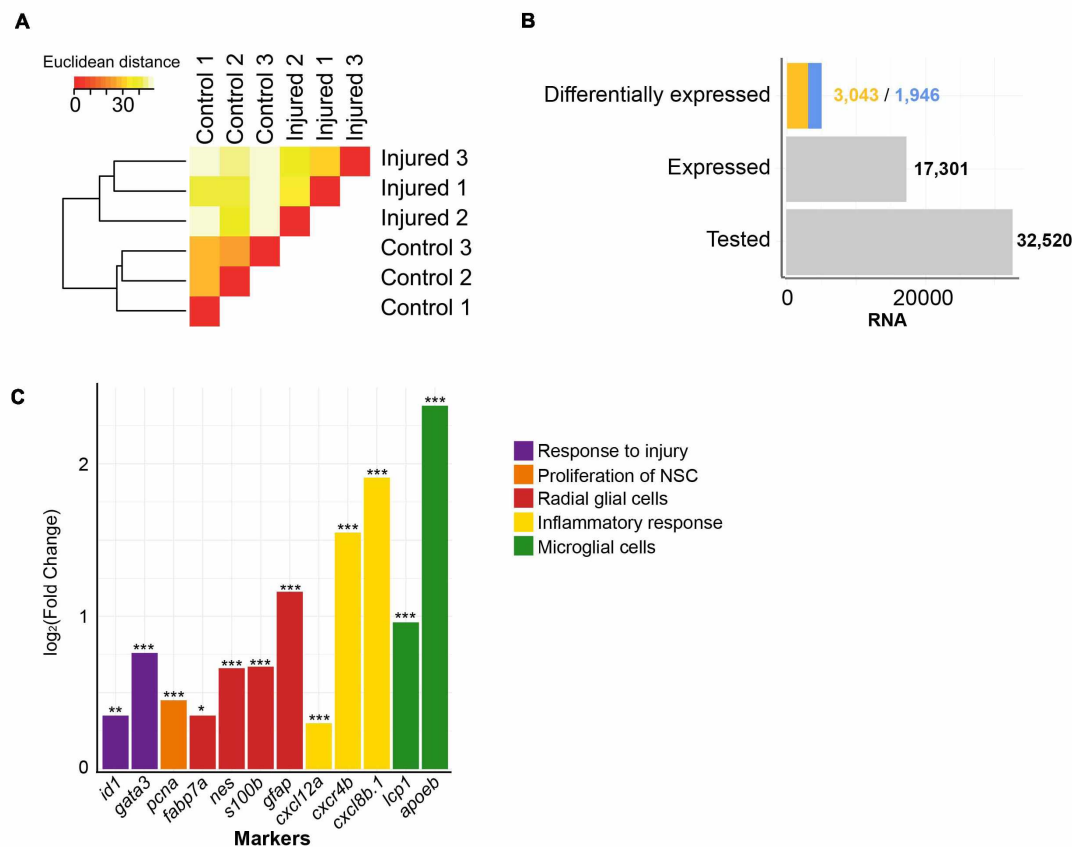 A
Euclidean distance
0 30
Control 1
Control 2
Control 3
Injured 2
Injured 1
Injured 3
Injured 3
Injured 1
Injured 2
Control 3
Control 2
Control 1
B
Differentially expressed
3,043 / 1,946
Expressed
17,301
Tested
32,520
0 20000
RNA
C
log₂(Fold Change)
2
1
0
**
***
***
*
***
***
***
***
***
***
***
***
id1
gata3
pcna
fabp7a
nes
s100b
gfap
cxcl12a
cxcr4b
cxcl8b.1
lcp1
apoeb
Markers
Response to injury
Proliferation of NSC
Radial glial cells
Inflammatory response
Microglial cells